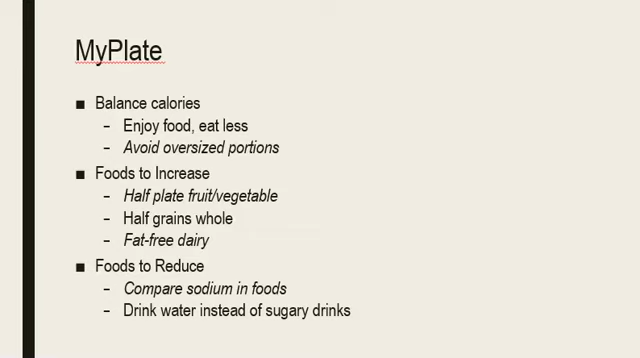 MyPlate
■ Balance calories
– Enjoy food, eat less
– Avoid oversized portions
■ Foods to Increase
– Half plate fruit/vegetable
– Half grains whole
– Fat-free dairy
■ Foods to Reduce
– Compare sodium in foods
– Drink water instead of sugary drinks